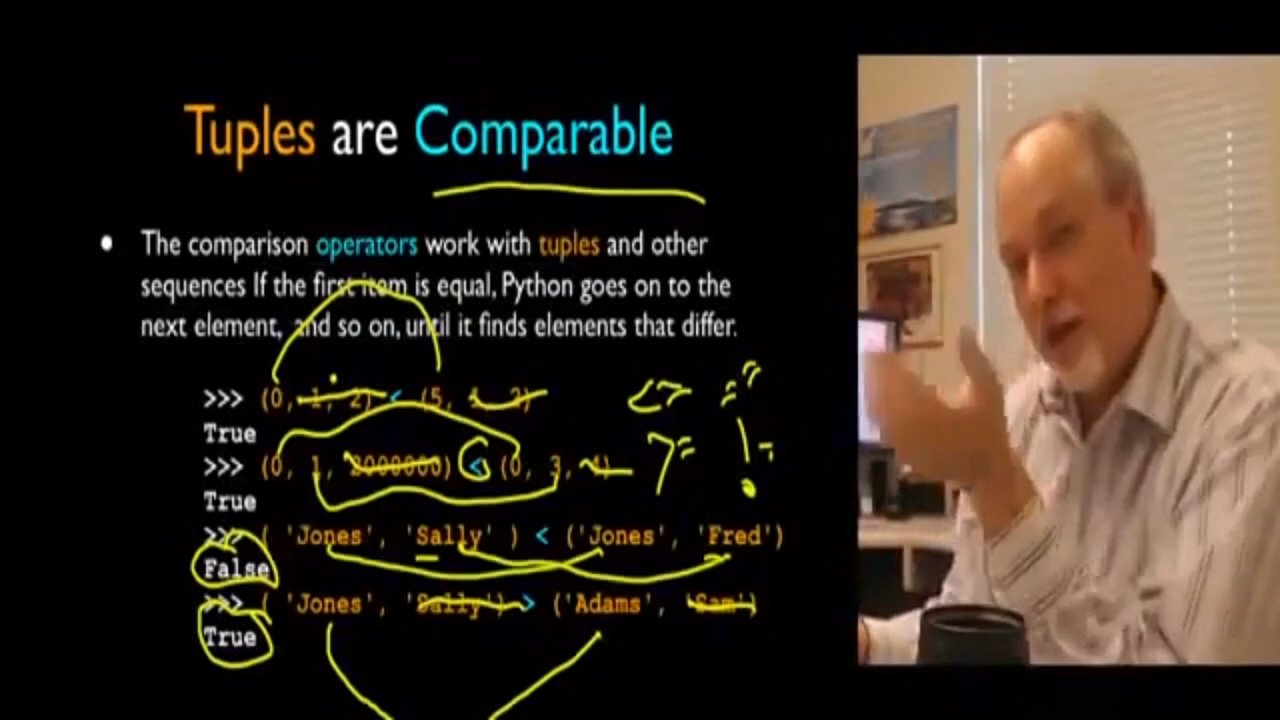 Tuples are Comparable
• The comparison operators work with tuples and other
sequences If the first item is equal, Python goes on to the
next element, and so on, until it finds elements that differ.
>>> (0, 1, 2) < (5, 1, 2)
True
>>> (0, 1, 2000000) < (0, 3, 4)
True
>>> ( 'Jones', 'Sally' ) < ('Jones', 'Fred')
False
>>> ( 'Jones', 'Sally') > ('Adams', 'Sam')
True